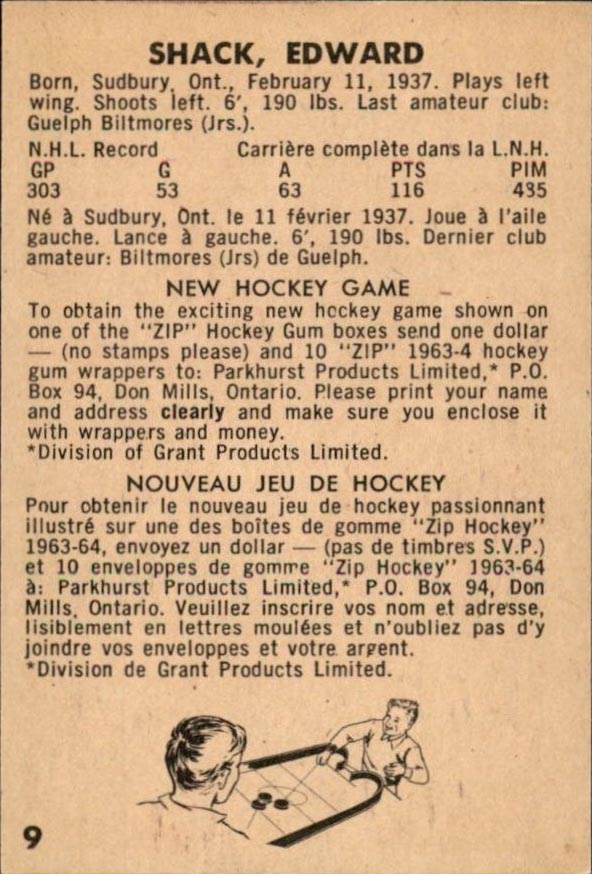 SHACK, EDWARD
Born, Sudbury, Ont., February 11, 1937. Plays left
wing. Shoots left. 6', 190 lbs. Last amateur club:
Guelph Biltmores (Jrs.).
N.H.L. Record Carrière complète dans la L.N.H.
GP G A PTS PIM
303 53 63 116 435
Né à Sudbury, Ont. le 11 février 1937. Joue à l'aile
gauche. Lance à gauche. 6', 190 lbs. Dernier club
amateur: Biltmores (Jrs) de Guelph.
NEW HOCKEY GAME
To obtain the exciting new hockey game shown on
one of the "ZIP" Hockey Gum boxes send one dollar
— (no stamps please) and 10 "ZIP" 1963-4 hockey
gum wrappers to: Parkhurst Products Limited,* P.O.
Box 94, Don Mills, Ontario. Please print your name
and address clearly and make sure you enclose it
with wrappers and money.
*Division of Grant Products Limited.
NOUVEAU JEU DE HOCKEY
Pour obtenir le nouveau jeu de hockey passionnant
illustré sur une des boîtes de gomme "Zip Hockey"
1963-64, envoyez un dollar — (pas de timbres S.V.P.)
et 10 enveloppes de gomme "Zip Hockey" 1963-64
à: Parkhurst Products Limited,* P.O. Box 94, Don
Mills, Ontario. Veuillez inscrire vos nom et adresse,
lisiblement en lettres moulées et n'oubliez pas d'y
joindre vos enveloppes et votre argent.
*Division de Grant Products Limited.
9